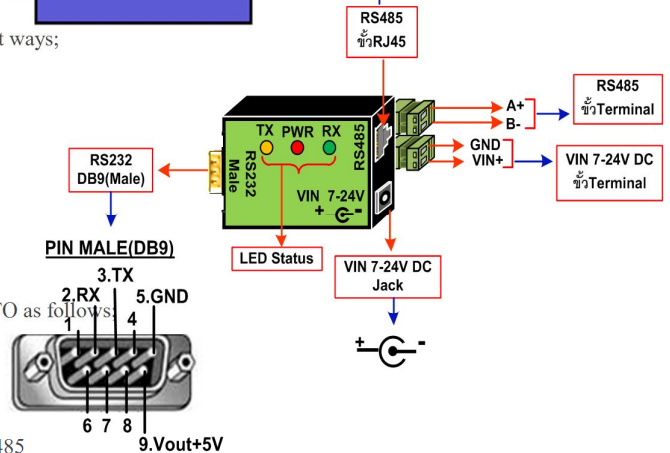 t ways;
RS485
ขั้วRJ45
A+
B-
RS485
ขั้วTerminal
GND
VIN+
VIN 7-24V DC
ขั้วTerminal
TX PWR RX
RS485
RS232
Male
VIN 7-24V
+ -
RS232
DB9(Male)
LED Status
VIN 7-24V DC
Jack
+ -
PIN MALE(DB9)
3.TX
2.RX
5.GND
TO as follows;
1
4
6 7 8
9.Vout+5V
485